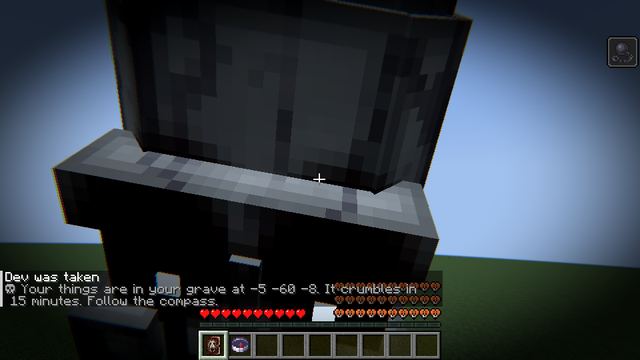 Dev was taken
☠ Your things are in your grave at -5 -60 -8. It crumbles in
15 minutes. Follow the compass.